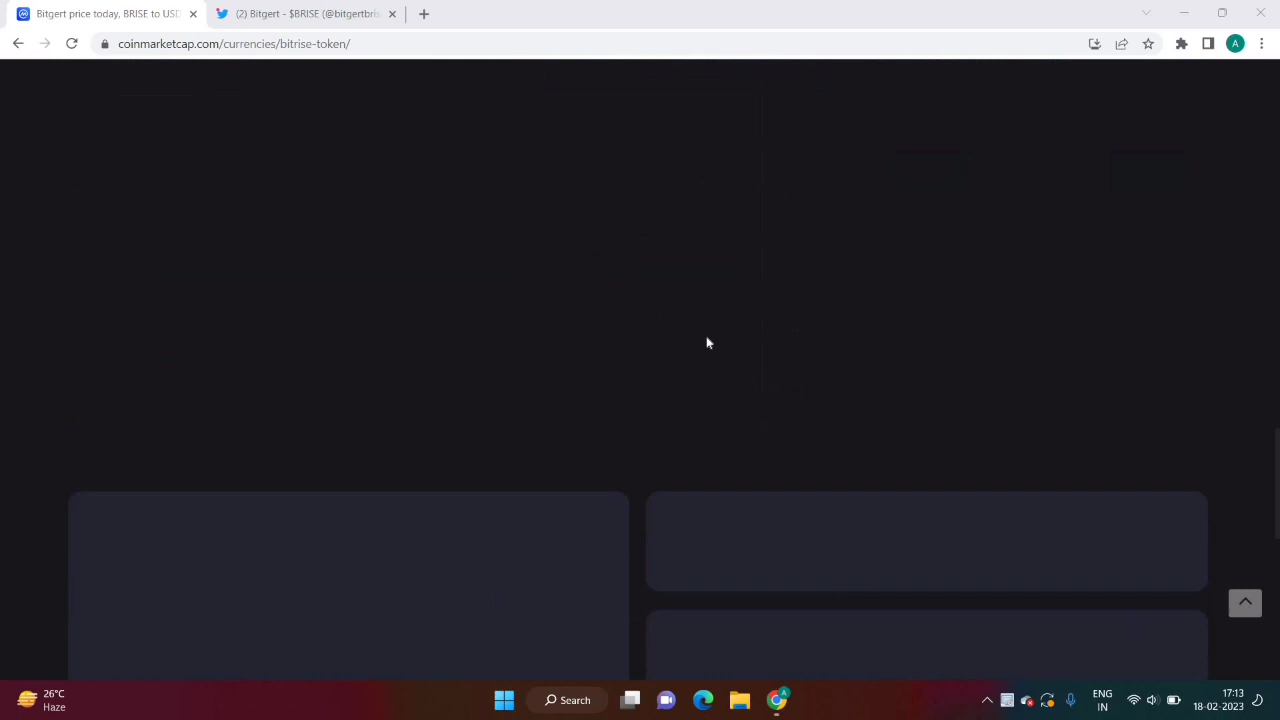 Bitgert price today, BRISE to USD
(2) Bitgert - $BRISE (@bitgertbris
coinmarketcap.com/currencies/bitrise-token/
A
26°C
Haze
Search
A
ENG
IN
17:13
18-02-2023